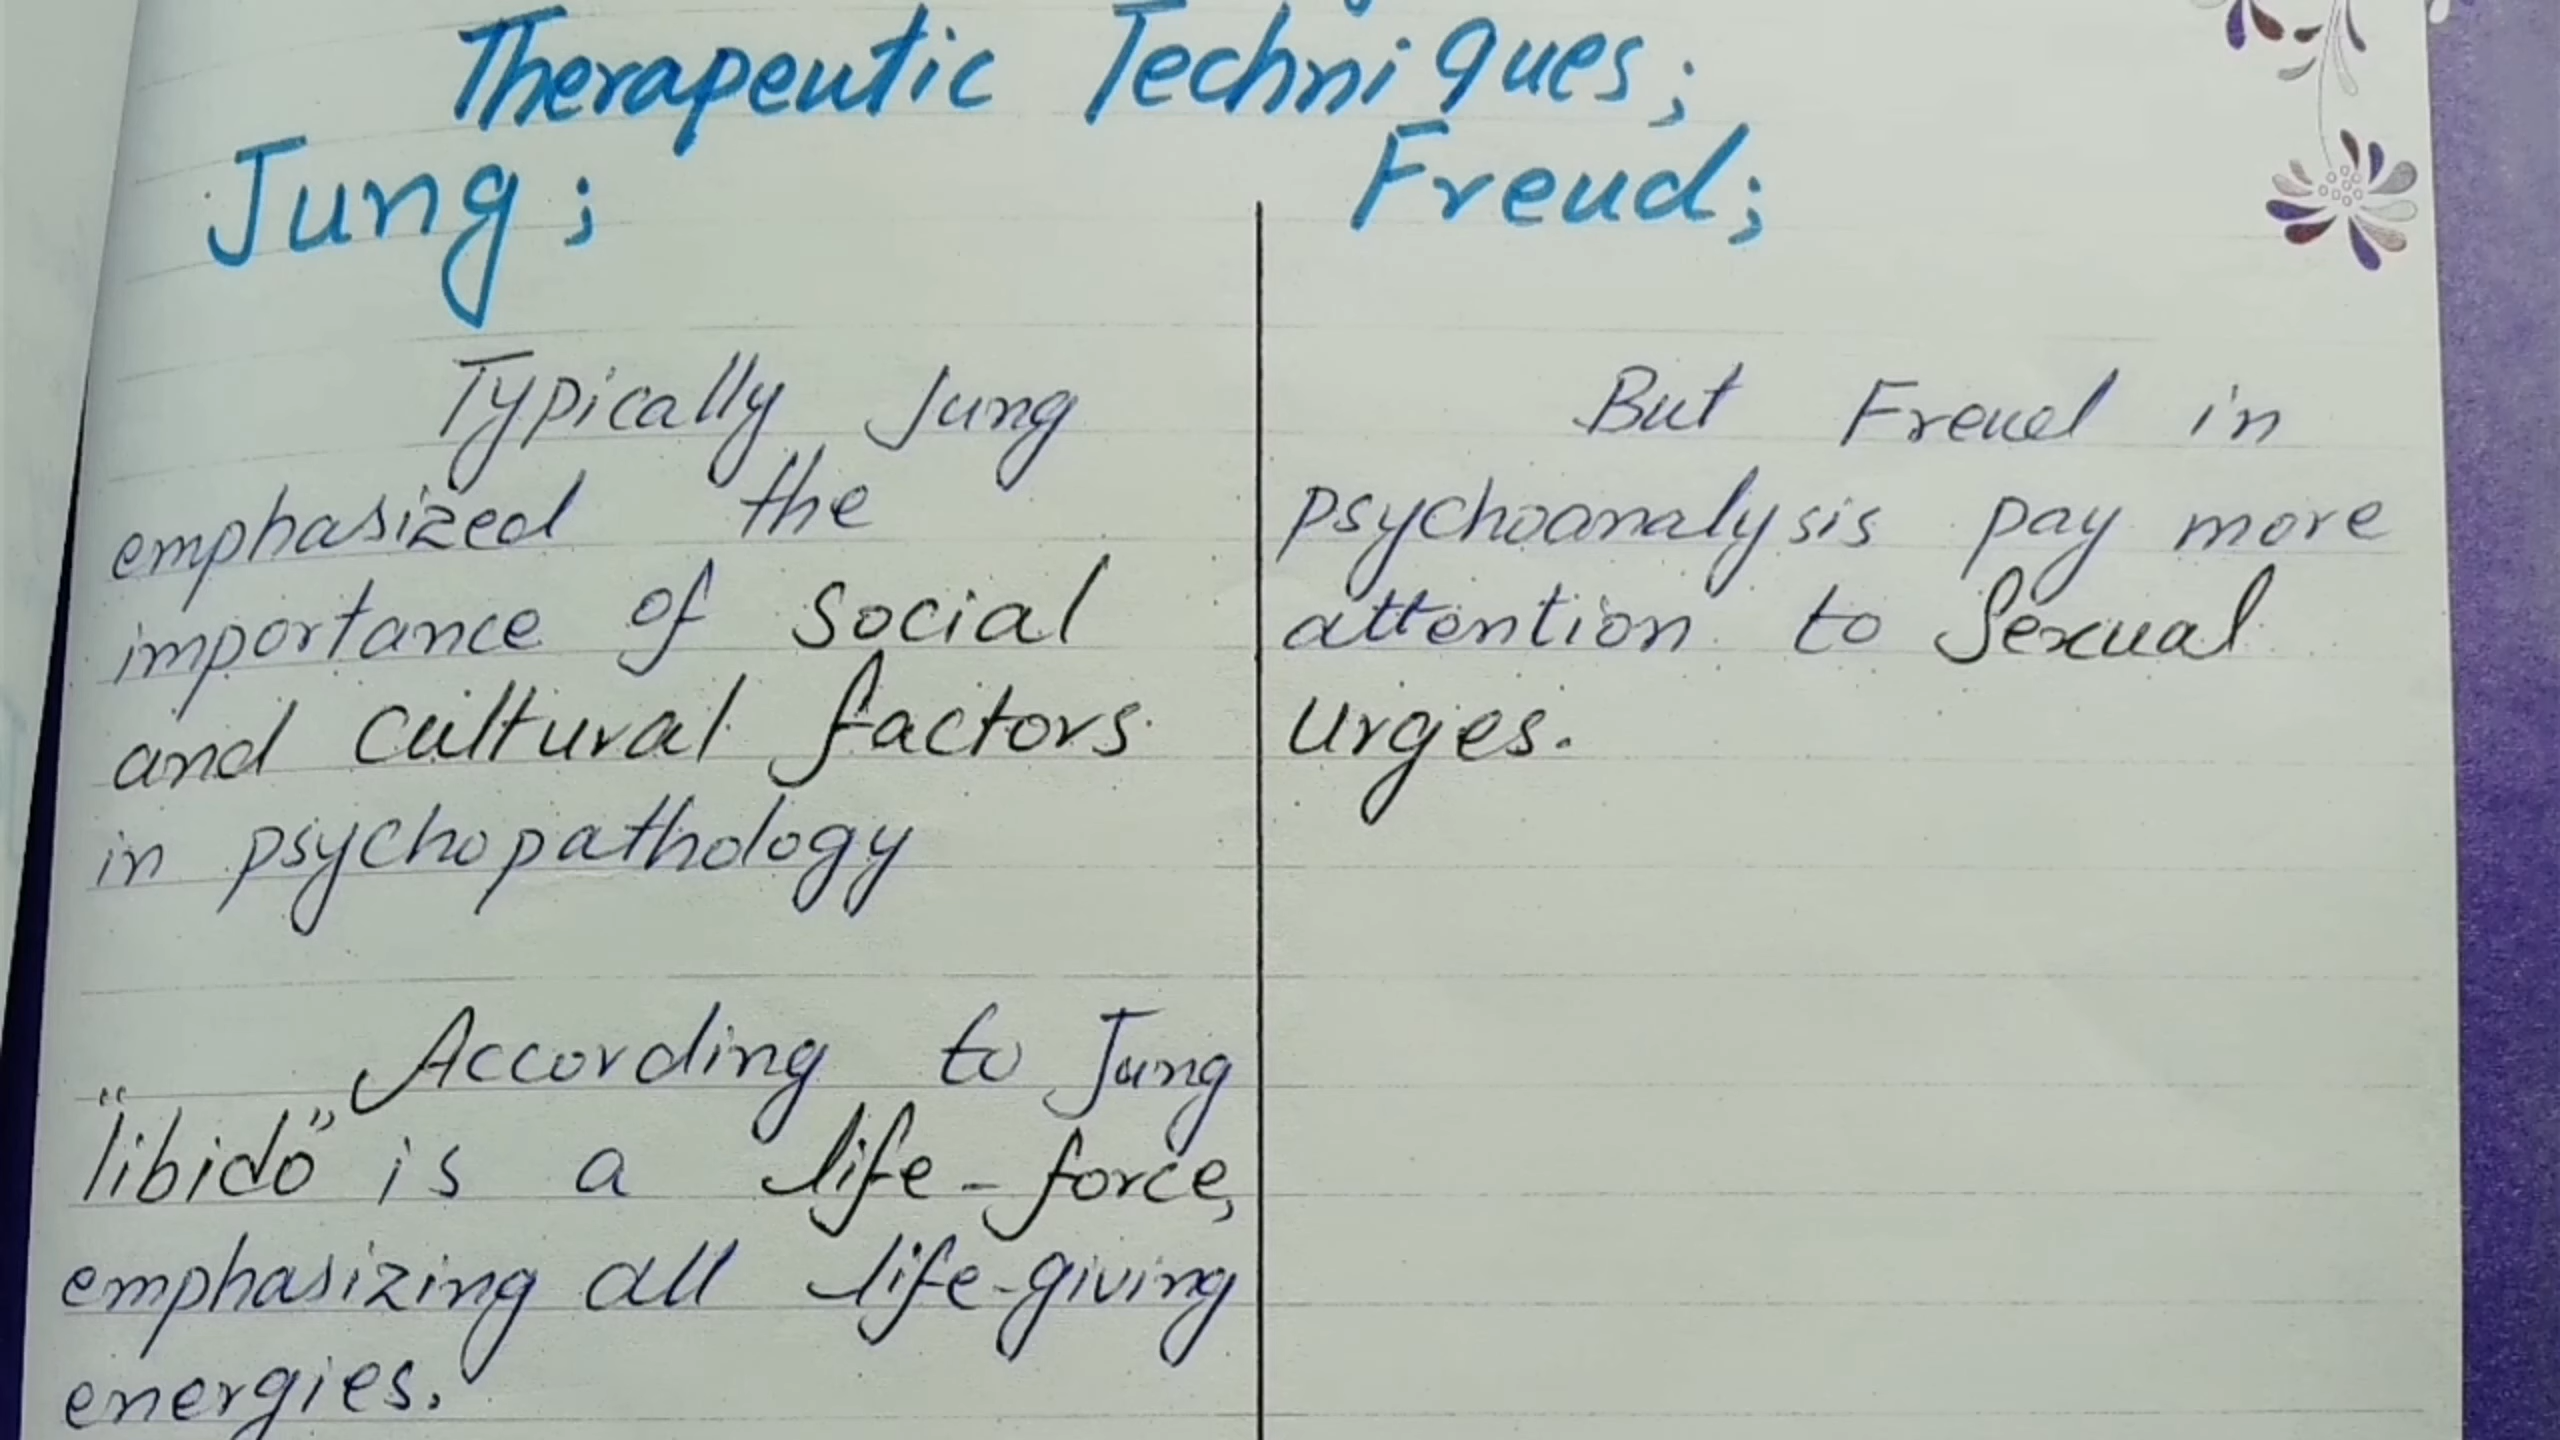 Therapeutic Techniques;
Jung;
Typically Jung
emphasized the
importance of Social
and Cultural factors
in psychopathology
According to Jung
"libido" is a life-force,
emphasizing all life-giving
energies.
Freud;
But Freud in
psychoanalysis pay more
attention to Sexual
Urges.